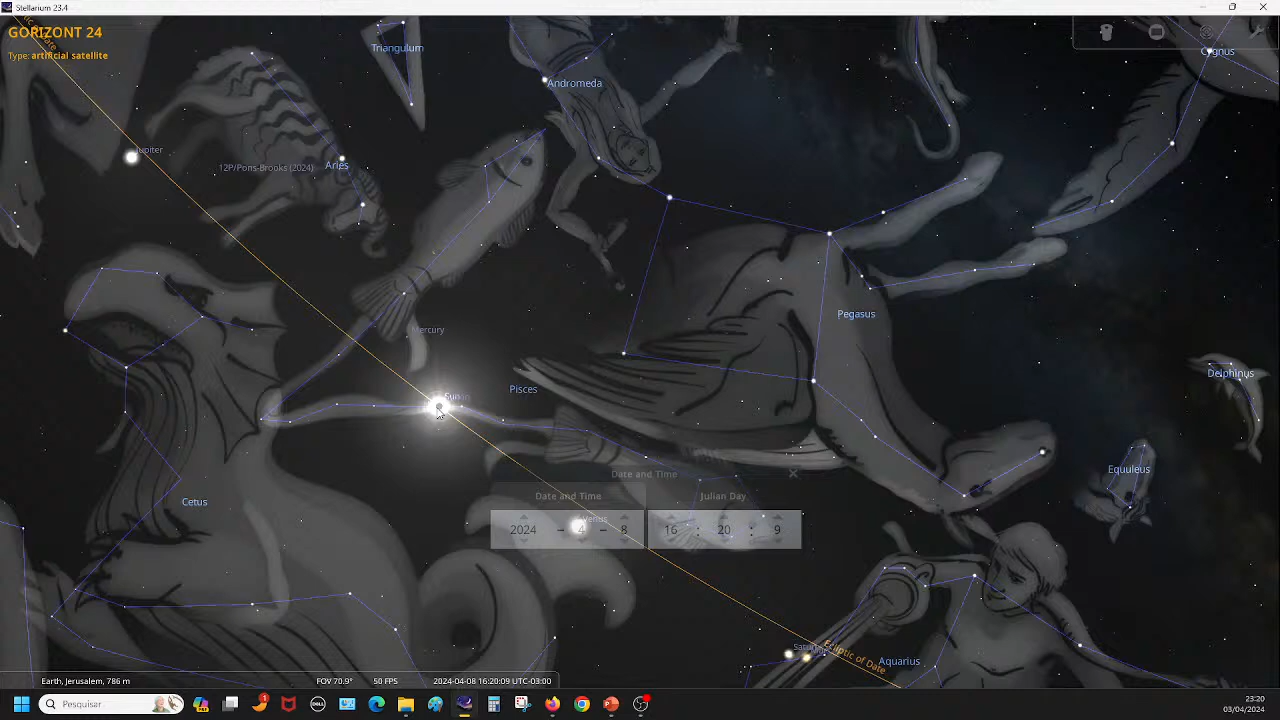 Stellarium 23.4
GORIZONT 24
Type: artificial satellite
Triangulum
Andromeda
Cygnus
Jupiter
12P/Pons-Brooks (2024)
Aries
Pegasus
Mercury
Delphinus
Sun
Pisces
Equuleus
Date and Time
Date and Time
Julian Day
Cetus
2024 - 4 - 8
16 : 20 : 9
Venus
Ecliptic of Date
Aquarius
Earth, Jerusalem, 786 m
FOV 70.9°
50 FPS
2024-04-08 16:20:09 UTC-03:00
Pesquisar
1
DELL
23:20
03/04/2024